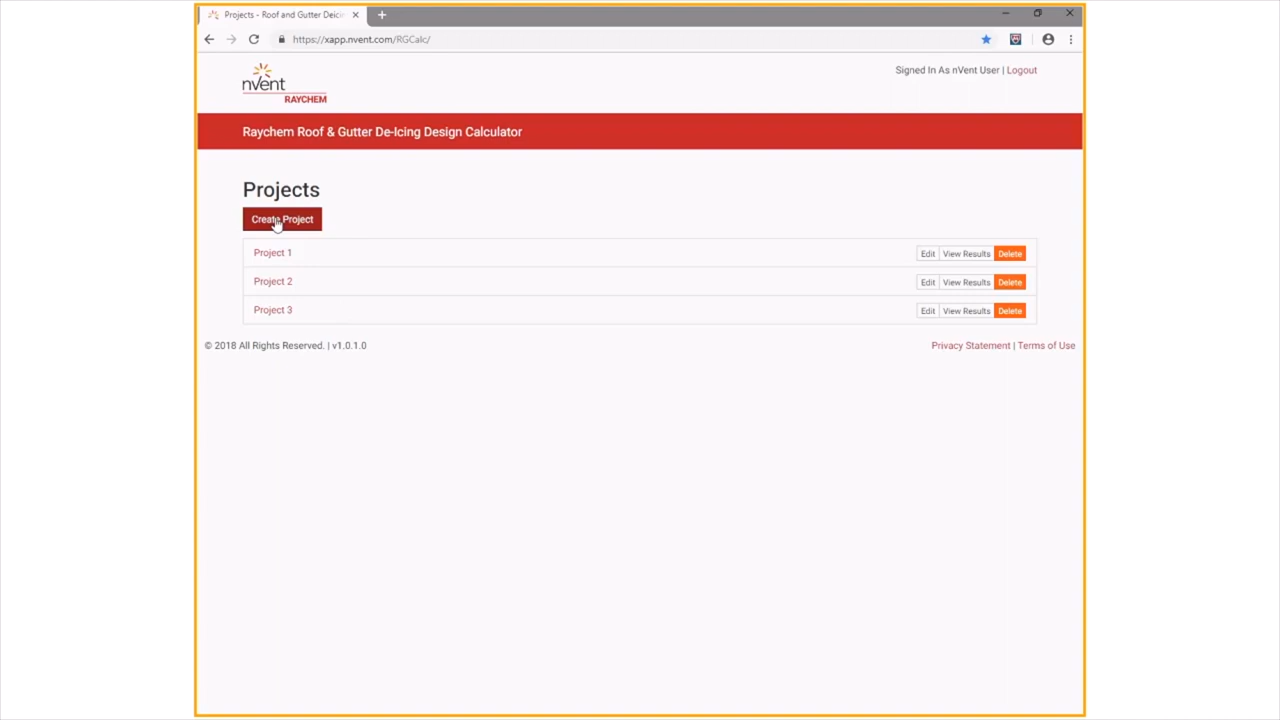 Projects - Roof and Gutter Deicin
https://xapp.nvent.com/RGCalc/
nVent
RAYCHEM
Signed In As nVent User | Logout
Raychem Roof & Gutter De-Icing Design Calculator
Projects
Create Project
Project 1 Edit View Results Delete
Project 2 Edit View Results Delete
Project 3 Edit View Results Delete
© 2018 All Rights Reserved. | v1.0.1.0 Privacy Statement | Terms of Use